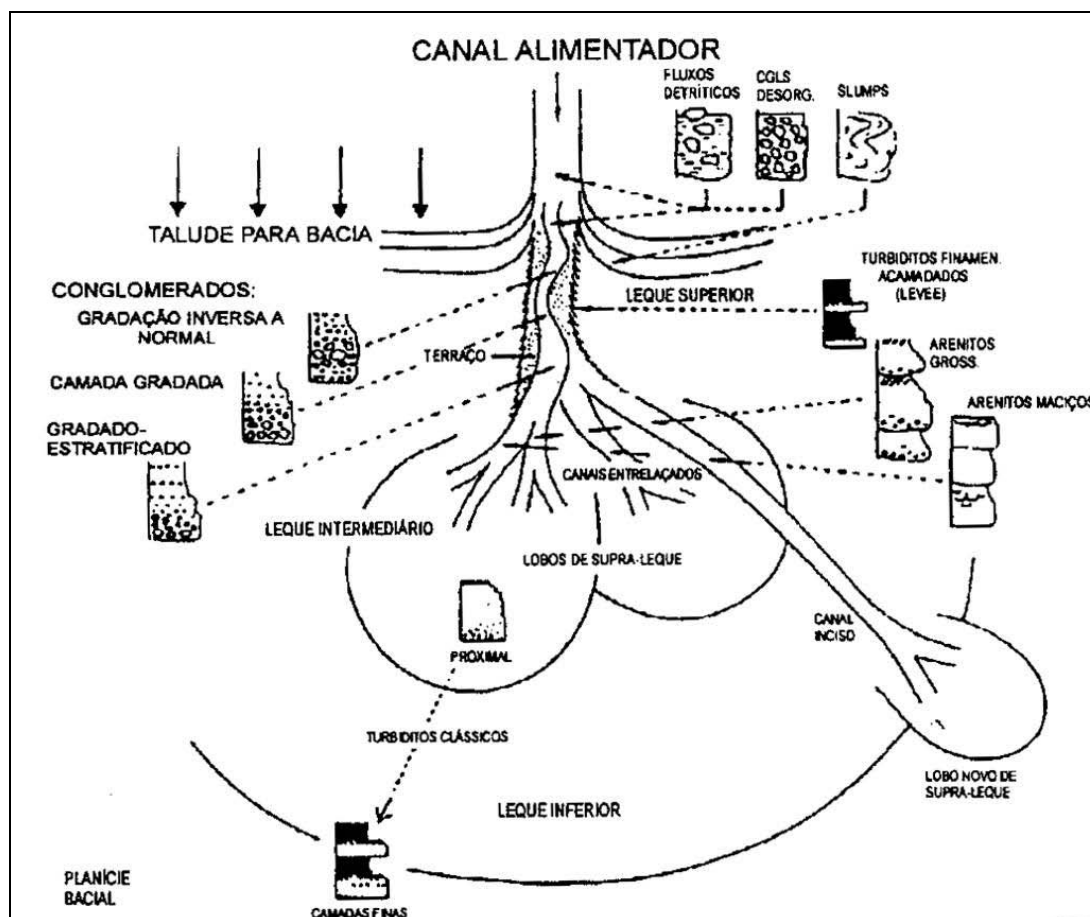 CANAL ALIMENTADOR
FLUXOS
DETRÍTICOS
CGLS
DESORG.
SLUMPS
TALUDE PARA BACIA
TURBIDITOS FINAMEN.
ACAMADADOS
(LEVEE)
LEQUE SUPERIOR
CONGLOMERADOS:
GRADAÇÃO INVERSA A
NORMAL
TERRAÇO
ARENITOS
GROSS.
CAMADA GRADADA
ARENITOS MACIÇOS
GRADADO-
ESTRATIFICADO
CANAIS ENTRELAÇADOS
LEQUE INTERMEDIÁRIO
LOBOS DE SUPRA-LEQUE
CANAL
INCISO
PROXIMAL
TURBIDITOS CLÁSSICOS
LOBO NOVO DE
SUPRA-LEQUE
LEQUE INFERIOR
PLANÍCIE
BACIAL
CAMADAS FINAS